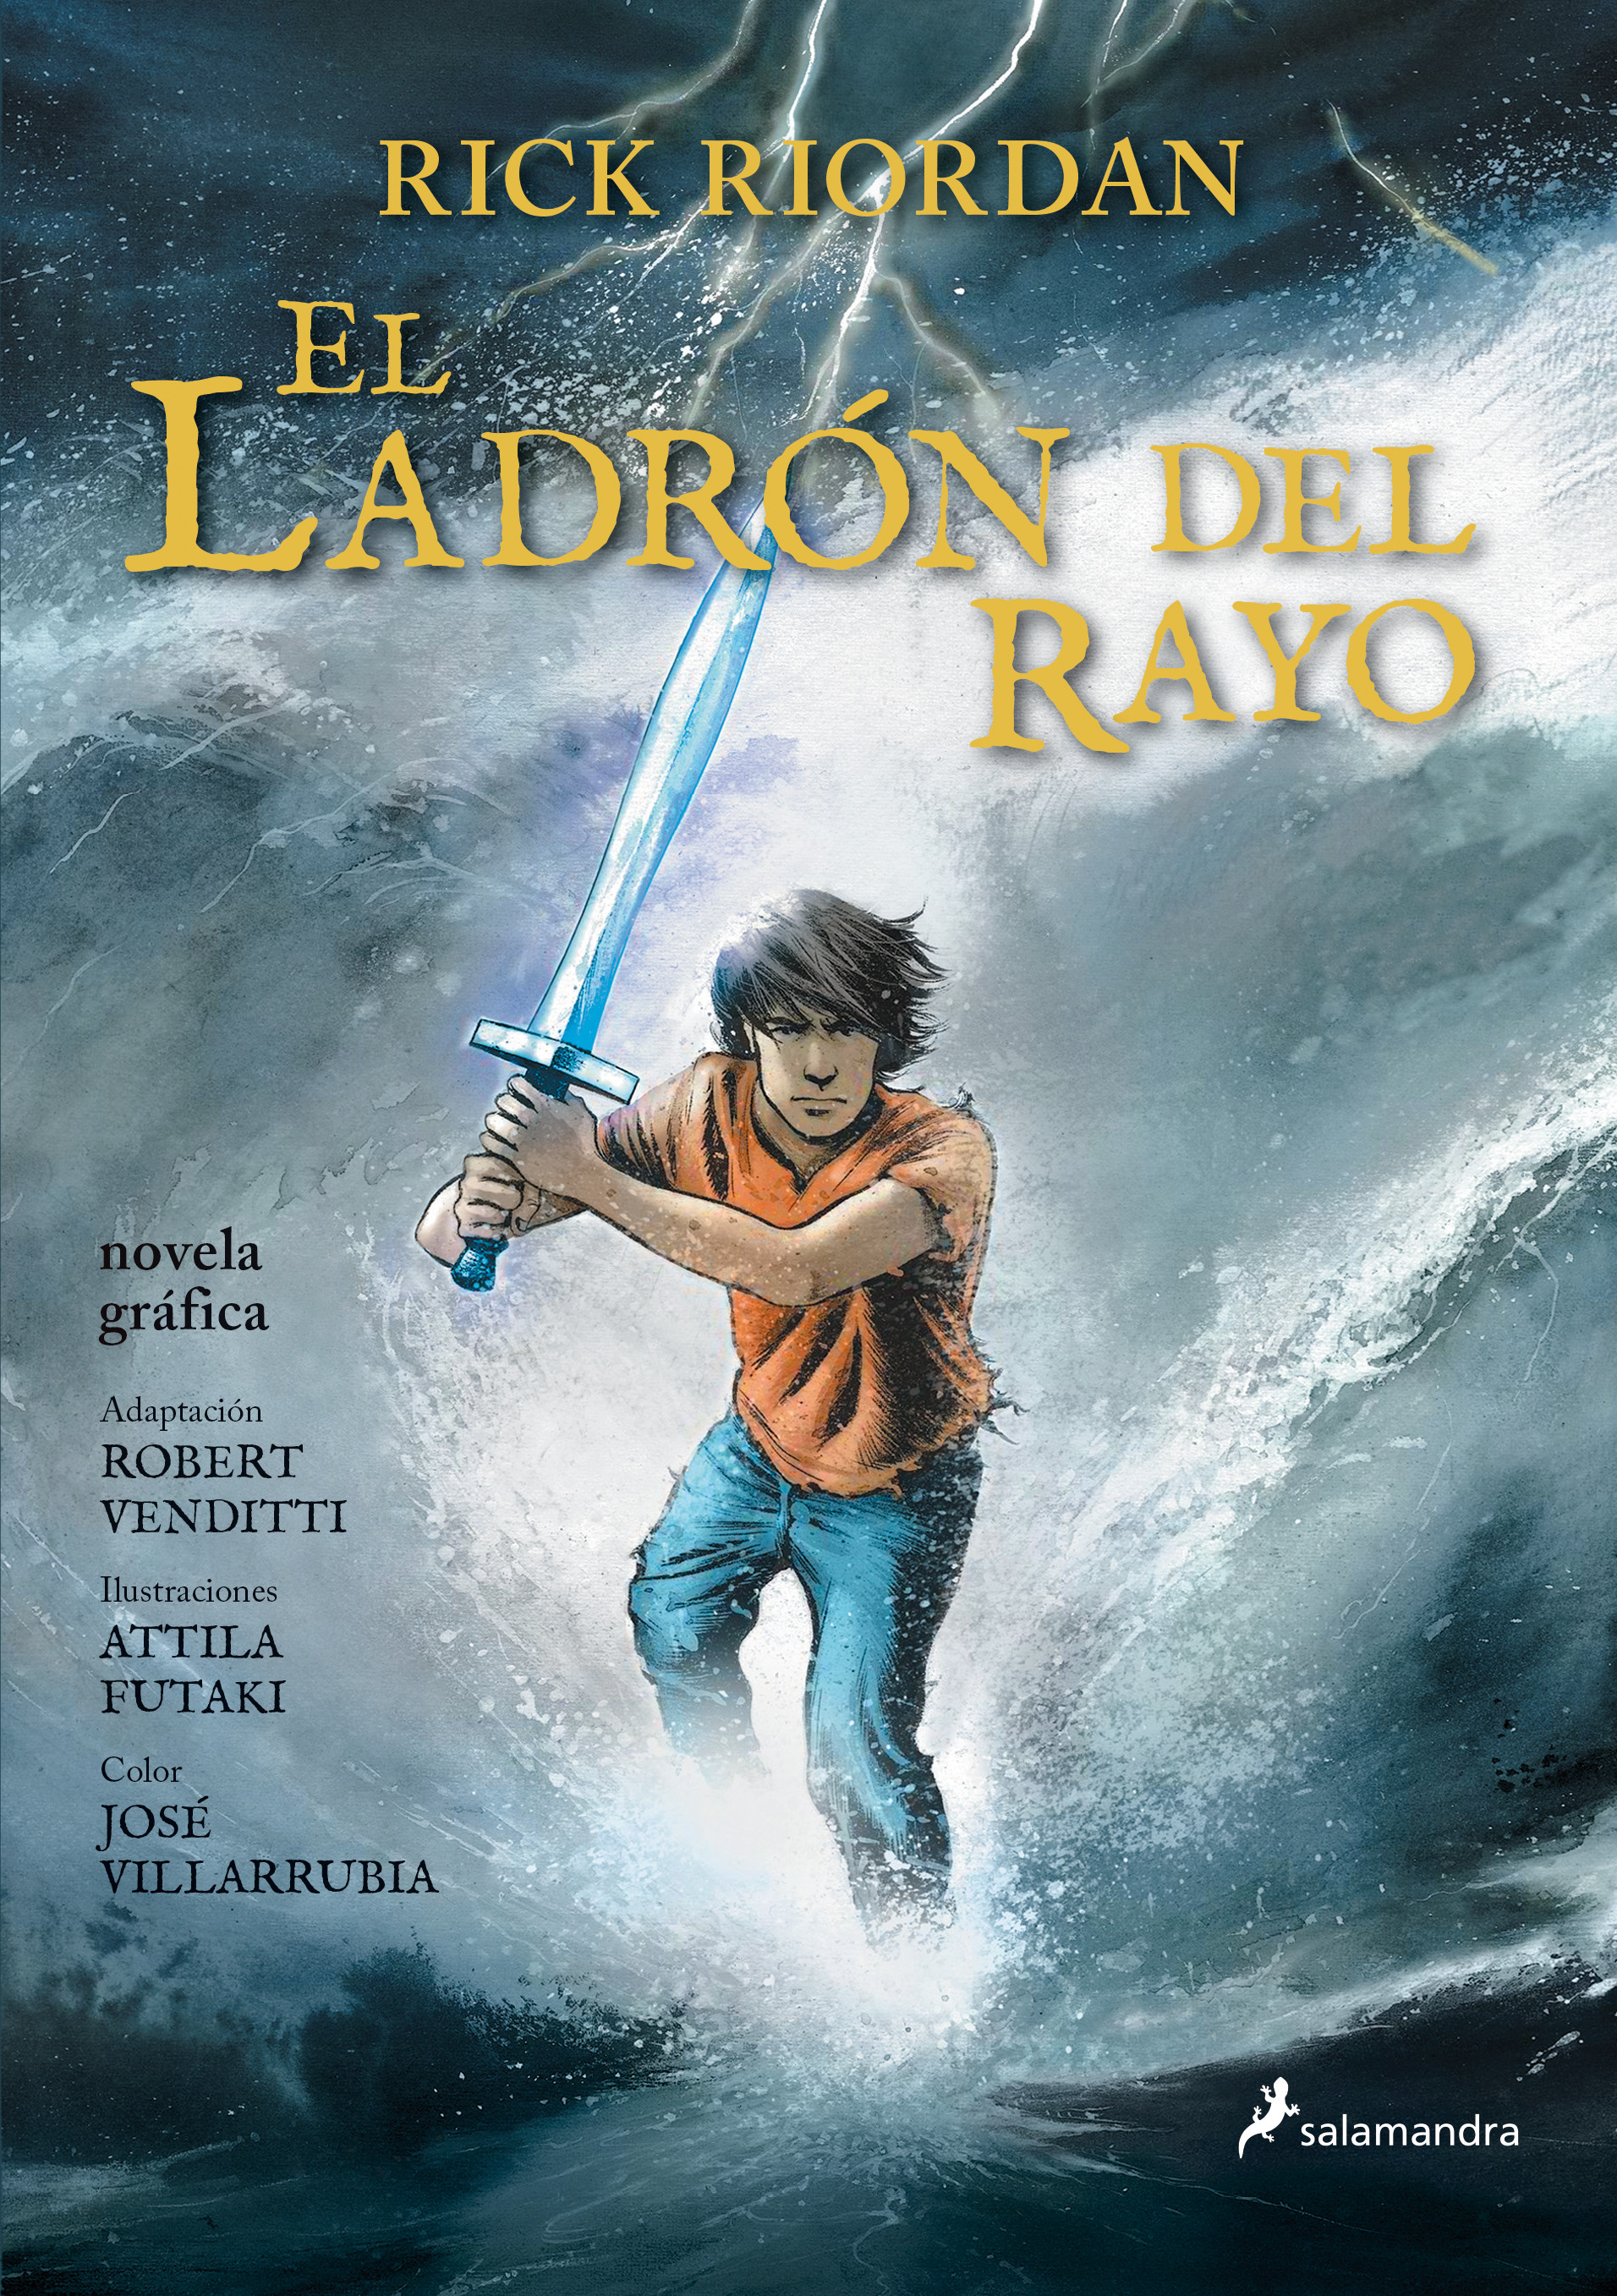 RICK RIORDAN
EL
LADRÓN DEL
RAYO
novela
gráfica
Adaptación
ROBERT
VENDITTI
Ilustraciones
ATTILA
FUTAKI
Color
JOSÉ
VILLARRUBIA
salamandra